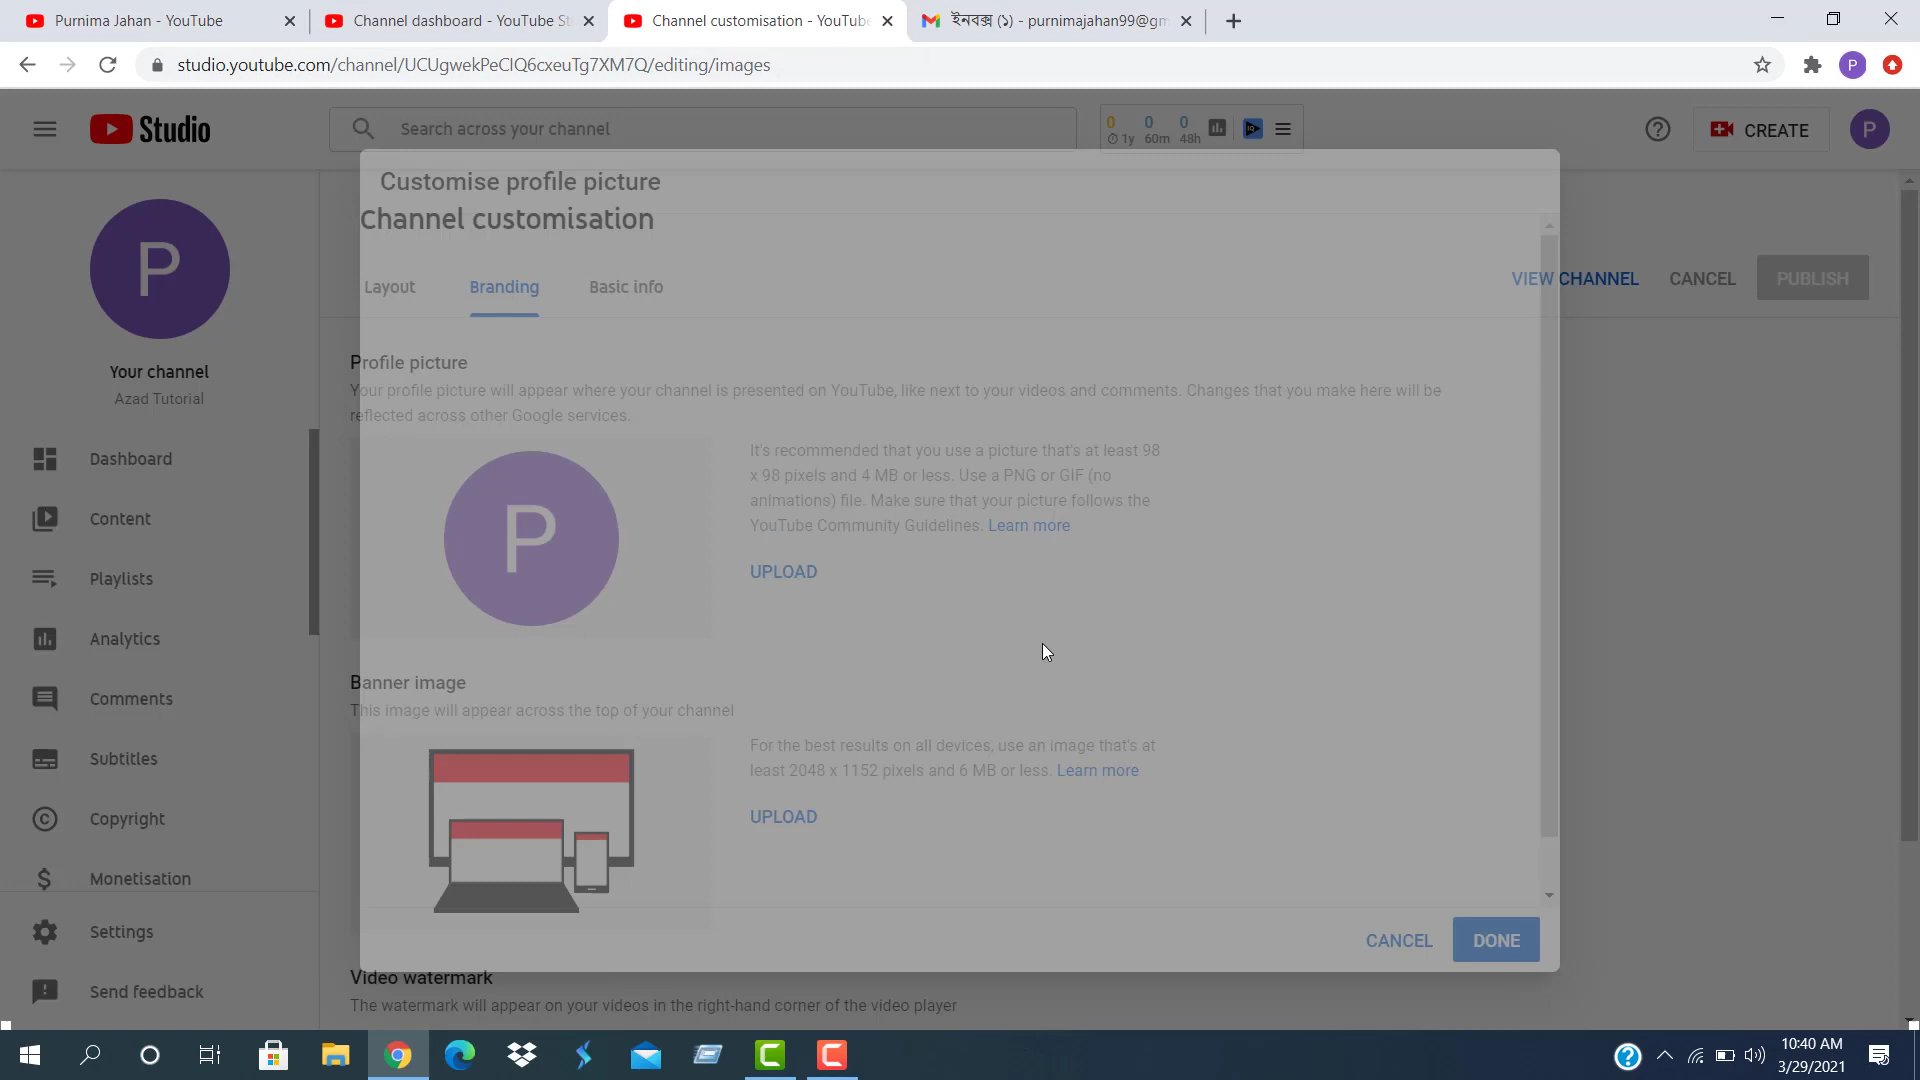 Purnima Jahan - YouTube
Channel dashboard - YouTube St
Channel customisation - YouTube
ইনবক্স (১) - purnimajahan99@gm
studio.youtube.com/channel/UCUgwekPeClQ6cxeuTg7XM7Q/editing/images
P
Studio
Search across your channel
0 0 0
1y 60m 48h
CREATE
P
Customise profile picture
Channel customisation
P
Layout
Branding
Basic info
VIEW CHANNEL
CANCEL
PUBLISH
Your channel
Azad Tutorial
Profile picture
Your profile picture will appear where your channel is presented on YouTube, like next to your videos and comments. Changes that you make here will be
reflected across other Google services.
P
It's recommended that you use a picture that's at least 98
x 98 pixels and 4 MB or less. Use a PNG or GIF (no
animations) file. Make sure that your picture follows the
YouTube Community Guidelines. Learn more
UPLOAD
Dashboard
Content
Playlists
Analytics
Comments
Subtitles
Copyright
Monetisation
Settings
Send feedback
Banner image
This image will appear across the top of your channel
For the best results on all devices, use an image that's at
least 2048 x 1152 pixels and 6 MB or less. Learn more
UPLOAD
CANCEL
DONE
Video watermark
The watermark will appear on your videos in the right-hand corner of the video player
10:40 AM
3/29/2021